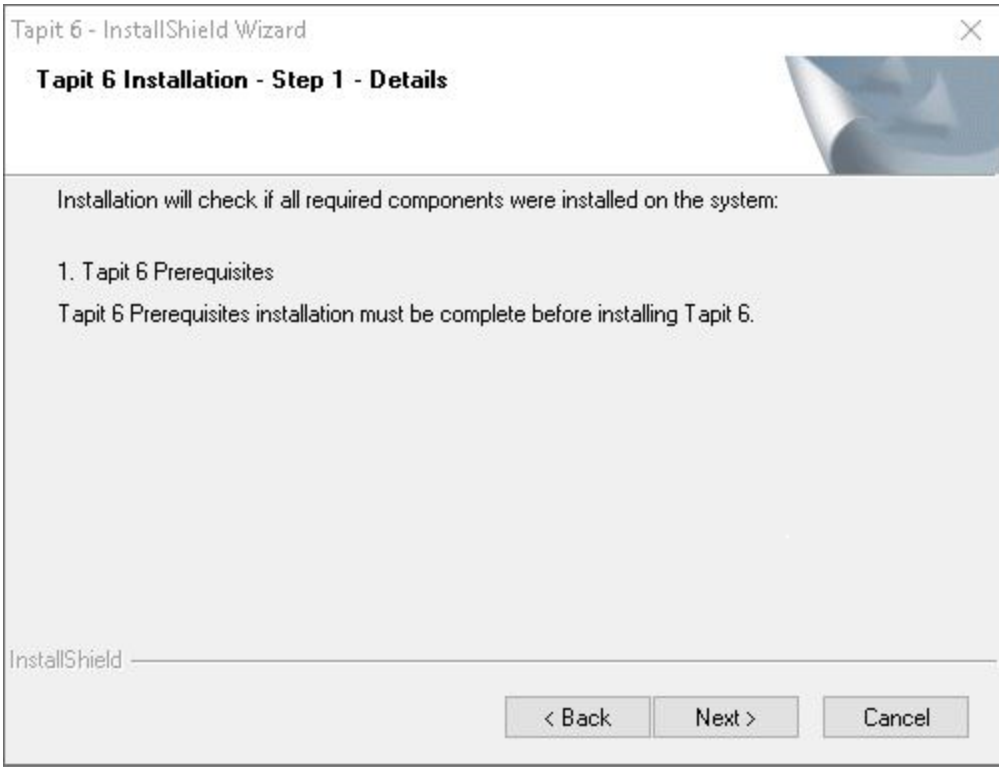 Tapit 6 - InstallShield Wizard
Tapit 6 Installation - Step 1 - Details
Installation will check if all required components were installed on the system:
1. Tapit 6 Prerequisites
Tapit 6 Prerequisites installation must be complete before installing Tapit 6.
InstallShield
< Back Next > Cancel